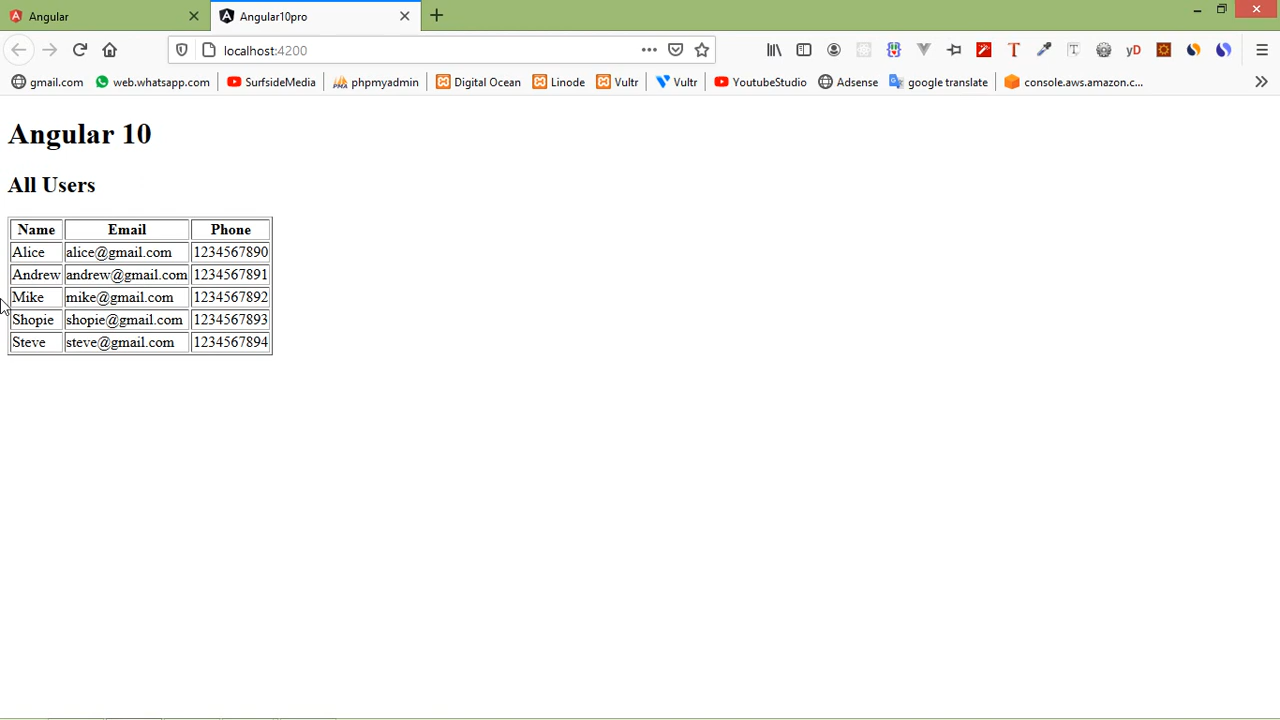 Angular
Angular10pro
localhost:4200
gmail.com web.whatsapp.com SurfsideMedia phpmyadmin Digital Ocean Linode Vultr Vultr YoutubeStudio Adsense google translate console.aws.amazon.c...
Angular 10
All Users
Name Email Phone
Alice alice@gmail.com 1234567890
Andrew andrew@gmail.com 1234567891
Mike mike@gmail.com 1234567892
Shopie shopie@gmail.com 1234567893
Steve steve@gmail.com 1234567894